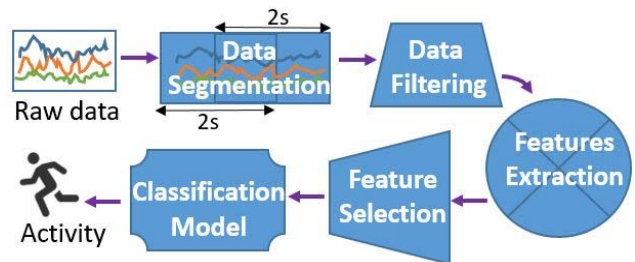 2s
Raw data
Data
Segmentation
2s
Data
Filtering
Features
Extraction
Feature
Selection
Classification
Model
Activity